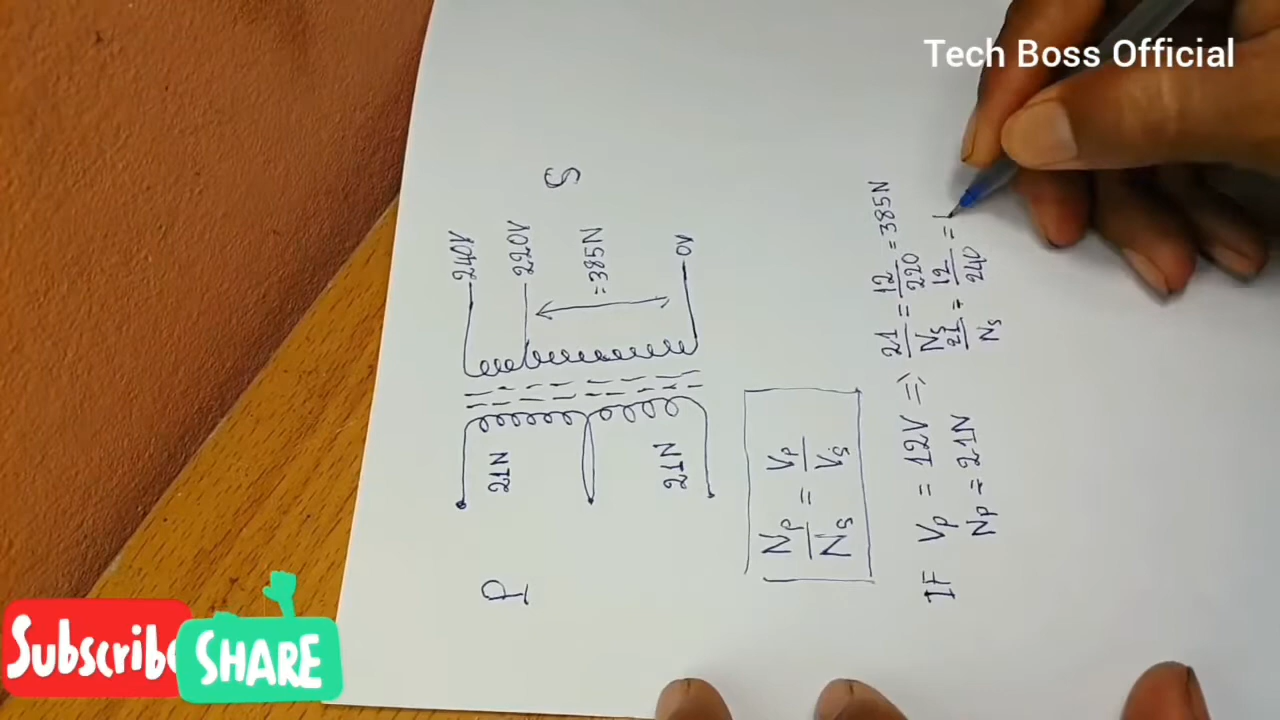 Tech Boss Official
S
240V
220V
= 385N
0V
21N
21N
P
Np/Ns = Vp/Vs
IF Vp = 12V => 21/Ns = 12/220 = 385N
Np = 21N 21/Ns = 12/240 =
Subscribe
SHARE